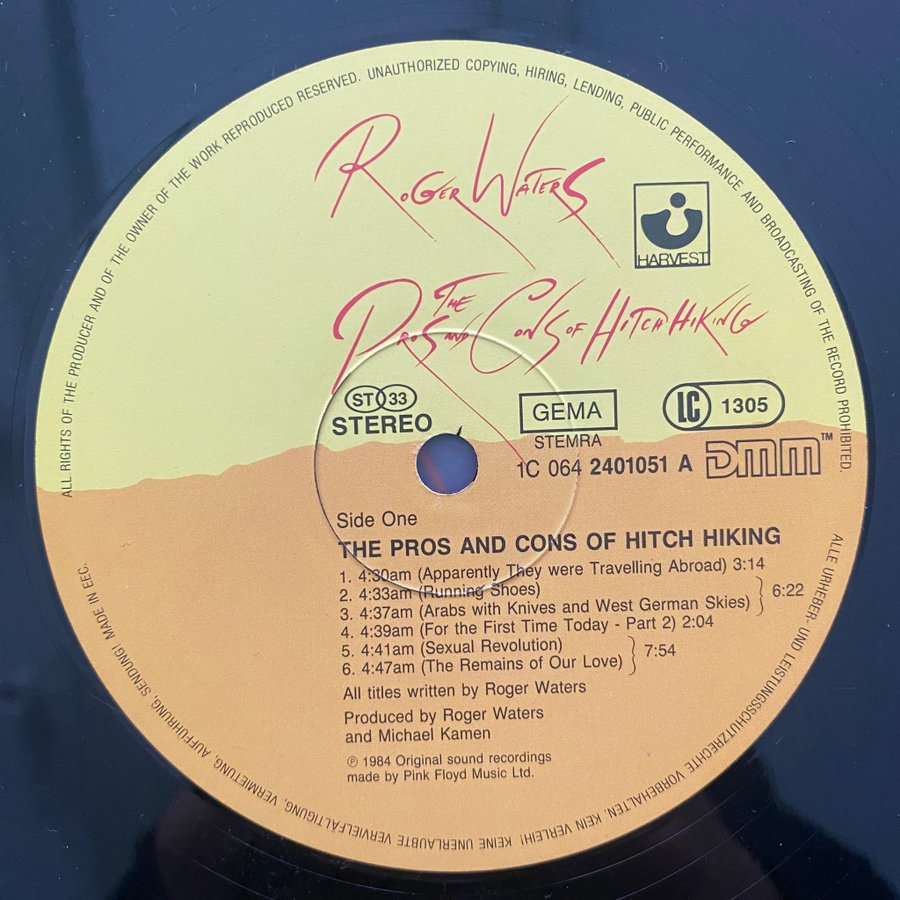 ALL RIGHTS OF THE PRODUCER AND OF THE OWNER OF THE WORK REPRODUCED RESERVED. UNAUTHORIZED COPYING, HIRING, LENDING, PUBLIC PERFORMANCE AND BROADCASTING OF THE RECORD PROHIBITED.
ROGER WATERS
HARVEST
THE
PROS AND CONS OF HITCH HIKING
ST 33
STEREO
GEMA
STEMRA
LC 1305
1C 064 2401051 A DMM™
Side One
THE PROS AND CONS OF HITCH HIKING
1. 4:30am (Apparently They were Travelling Abroad) 3:14
2. 4:33am (Running Shoes)
3. 4:37am (Arabs with Knives and West German Skies) 6:22
4. 4:39am (For the First Time Today - Part 2) 2:04
5. 4:41am (Sexual Revolution)
6. 4:47am (The Remains of Our Love) 7:54
All titles written by Roger Waters
Produced by Roger Waters
and Michael Kamen
℗ 1984 Original sound recordings
made by Pink Floyd Music Ltd.
ALLE URHEBER- UND LEISTUNGSSCHUTZRECHTE VORBEHALTEN. KEIN VERLEIH! KEINE UNERLAUBTE VERVIELFÄLTIGUNG, VERMIETUNG, AUFFÜHRUNG, SENDUNG! MADE IN EEC.